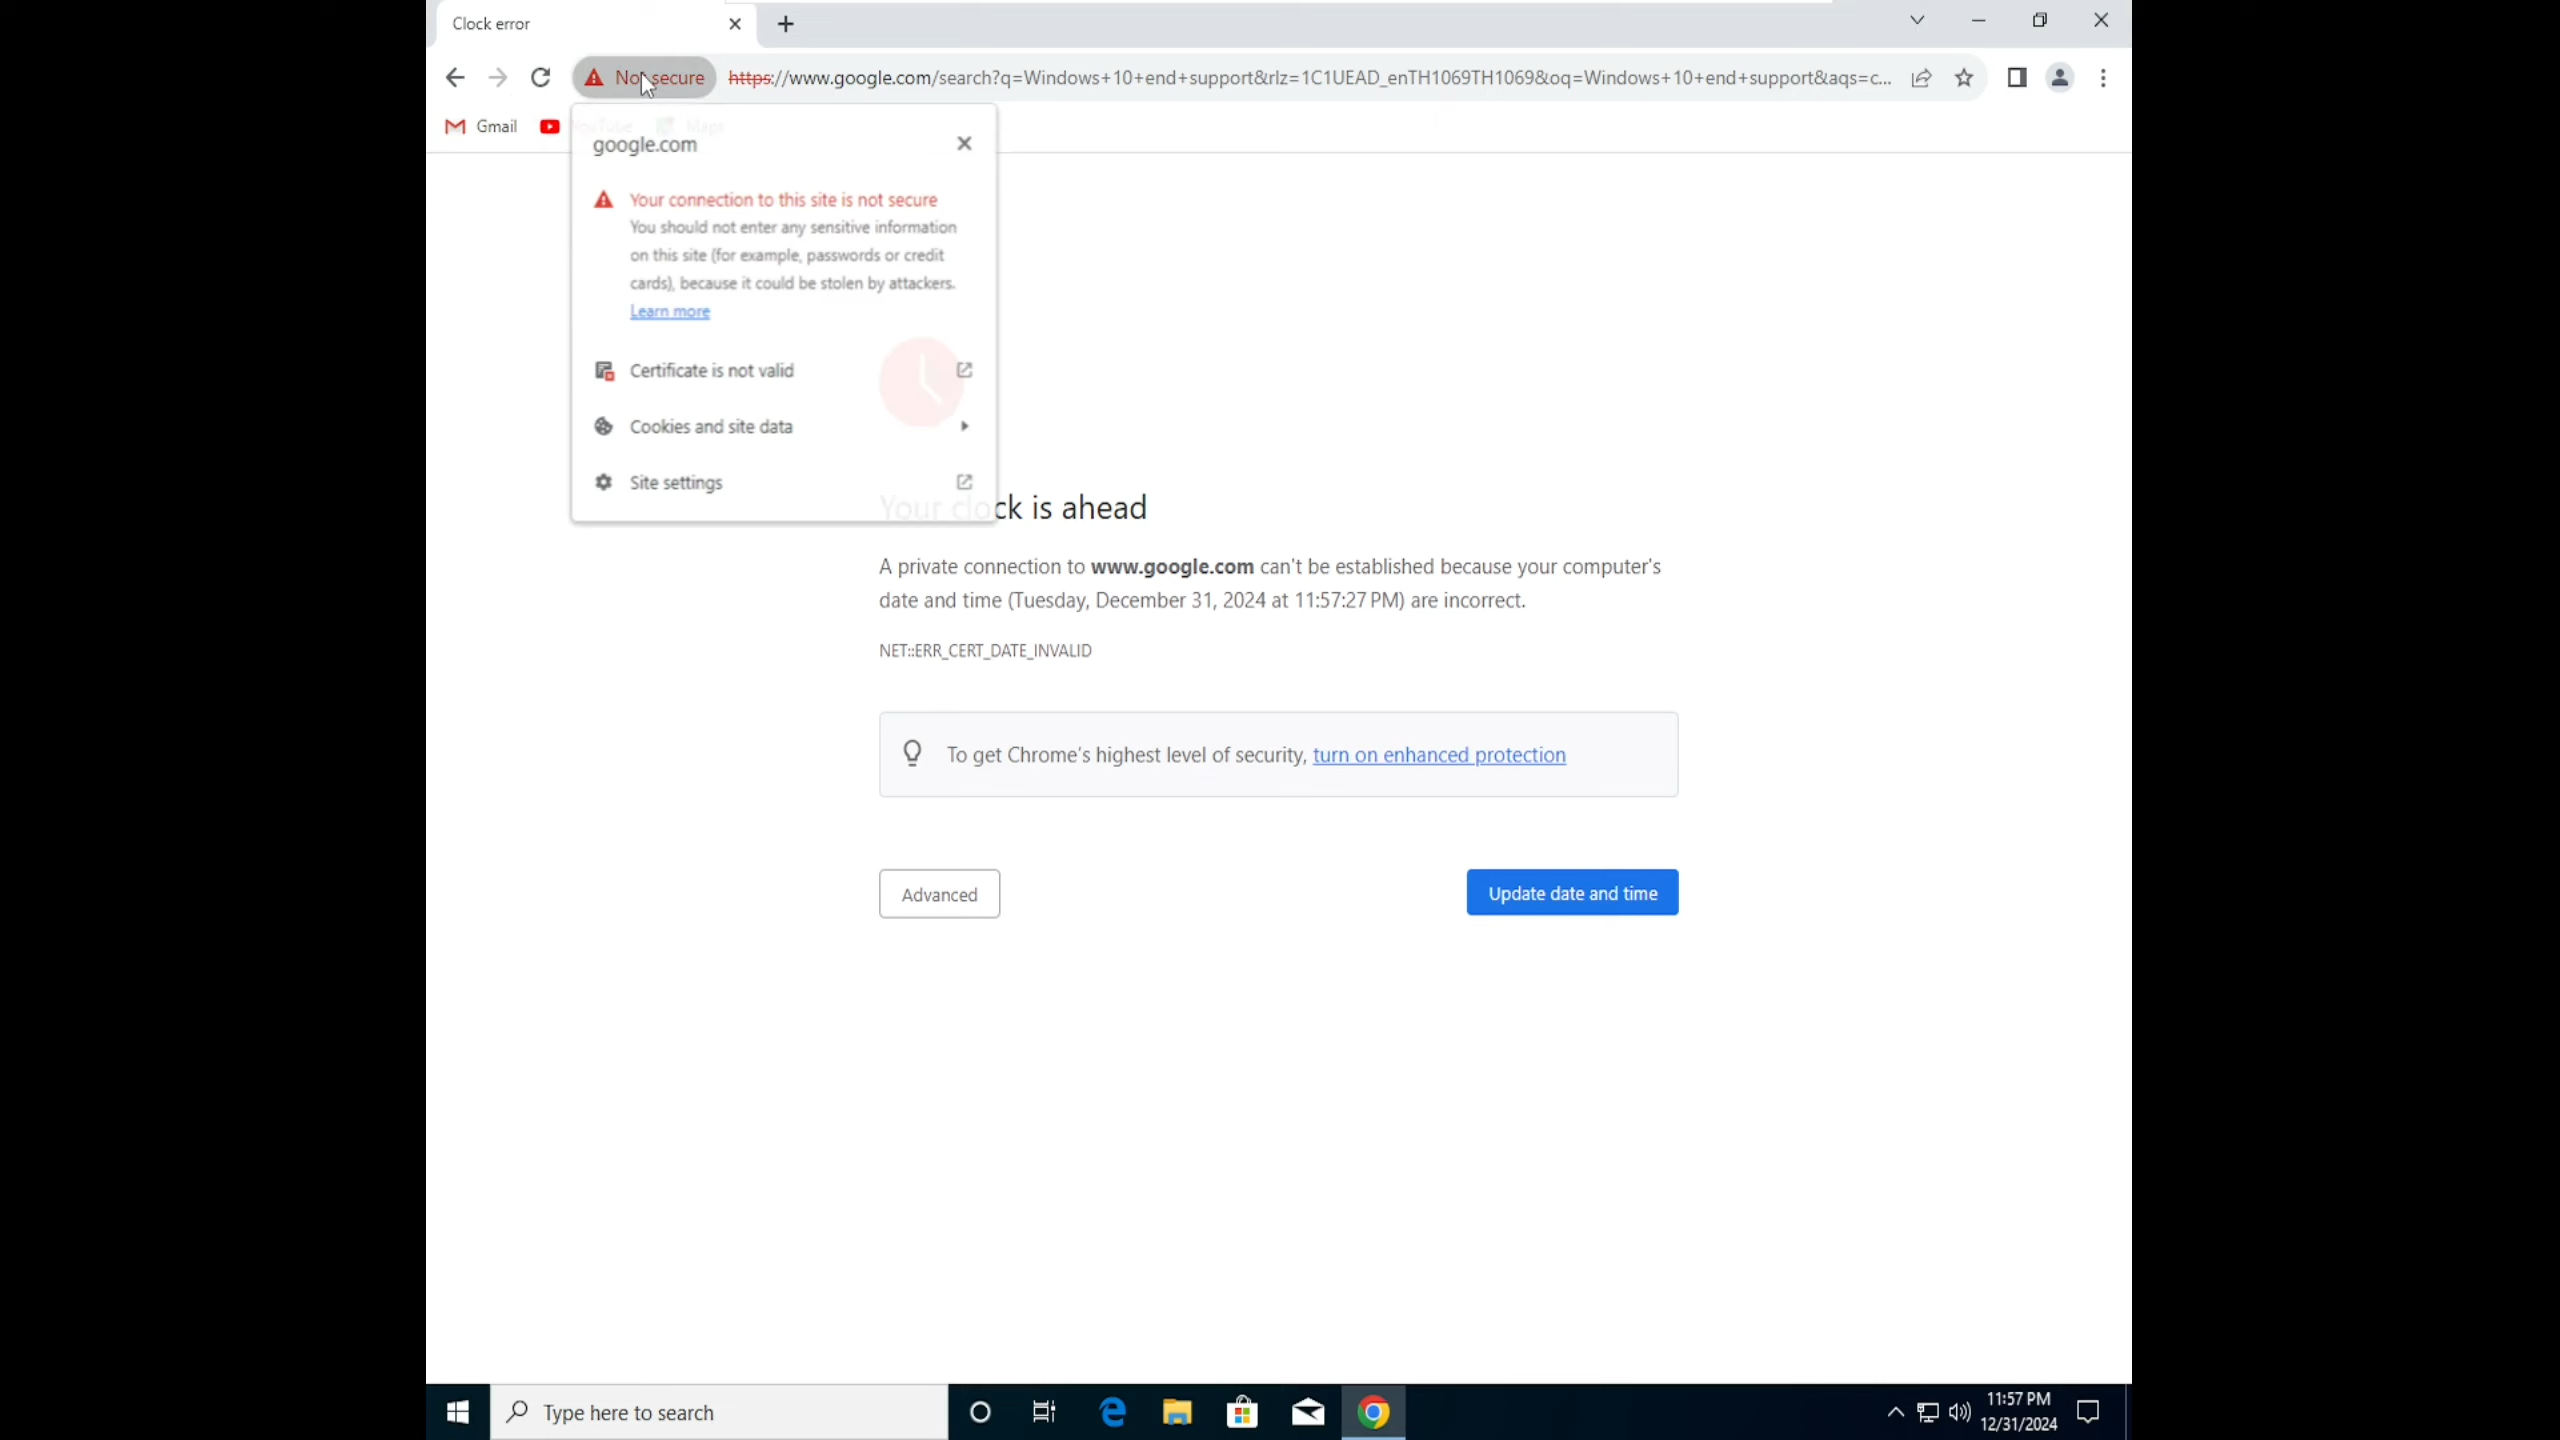 Clock error
Not secure
https://www.google.com/search?q=Windows+10+end+support&rlz=1C1UEAD_enTH1069TH1069&oq=Windows+10+end+support&aqs=c...
Gmail
YouTube
Maps
google.com
Your connection to this site is not secure
You should not enter any sensitive information
on this site (for example, passwords or credit
cards), because it could be stolen by attackers.
Learn more
Certificate is not valid
Cookies and site data
Site settings
Your clock is ahead
A private connection to www.google.com can't be established because your computer's
date and time (Tuesday, December 31, 2024 at 11:57:27 PM) are incorrect.
NET::ERR_CERT_DATE_INVALID
To get Chrome's highest level of security, turn on enhanced protection
Advanced
Update date and time
Type here to search
11:57 PM
12/31/2024